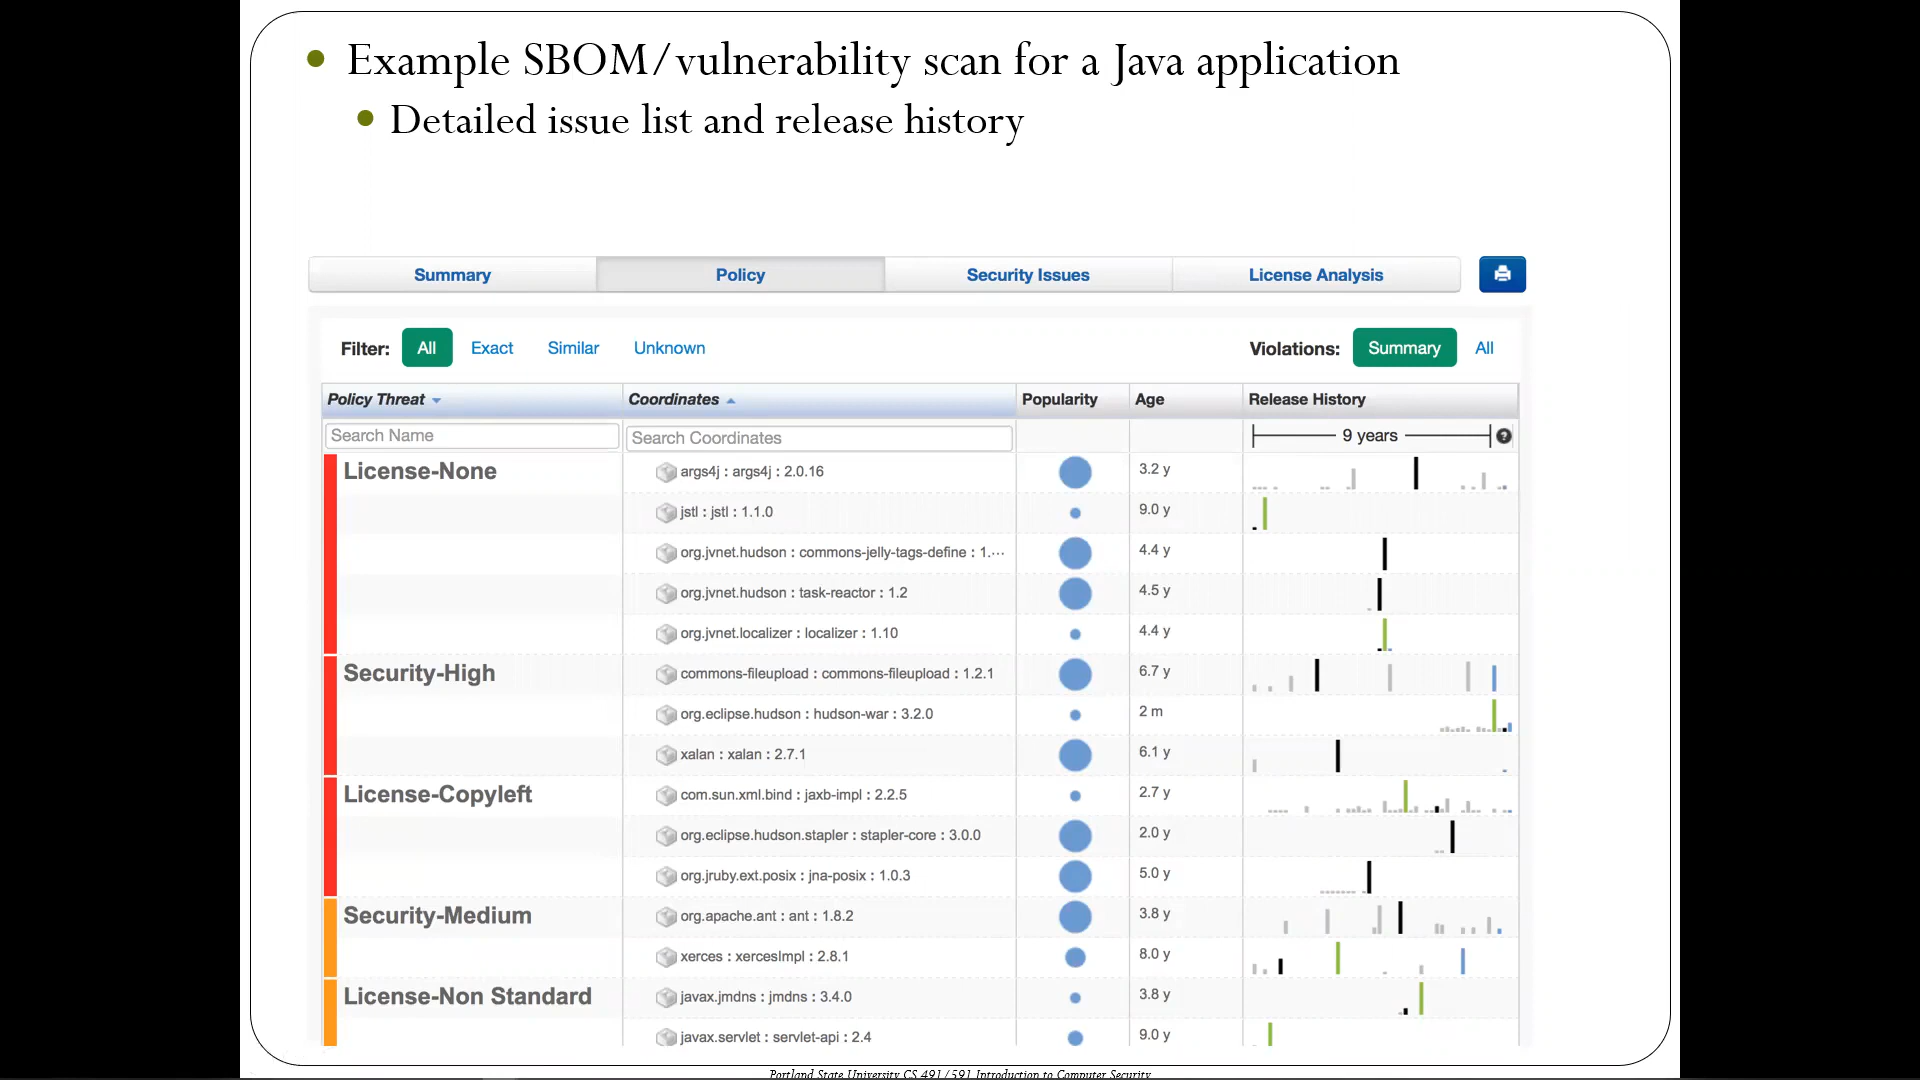 Example SBOM/vulnerability scan for a Java application
Detailed issue list and release history
Summary Policy Security Issues License Analysis
Filter: All Exact Similar Unknown Violations: Summary All
Policy Threat Coordinates Popularity Age Release History
Search Name Search Coordinates 9 years ?
License-None args4j : args4j : 2.0.16 3.2 y
jstl : jstl : 1.1.0 9.0 y
org.jvnet.hudson : commons-jelly-tags-define : 1.··· 4.4 y
org.jvnet.hudson : task-reactor : 1.2 4.5 y
org.jvnet.localizer : localizer : 1.10 4.4 y
Security-High commons-fileupload : commons-fileupload : 1.2.1 6.7 y
org.eclipse.hudson : hudson-war : 3.2.0 2 m
xalan : xalan : 2.7.1 6.1 y
License-Copyleft com.sun.xml.bind : jaxb-impl : 2.2.5 2.7 y
org.eclipse.hudson.stapler : stapler-core : 3.0.0 2.0 y
org.jruby.ext.posix : jna-posix : 1.0.3 5.0 y
Security-Medium org.apache.ant : ant : 1.8.2 3.8 y
xerces : xercesImpl : 2.8.1 8.0 y
License-Non Standard javax.jmdns : jmdns : 3.4.0 3.8 y
javax.servlet : servlet-api : 2.4 9.0 y
Portland State University CS 491/591 Introduction to Computer Security